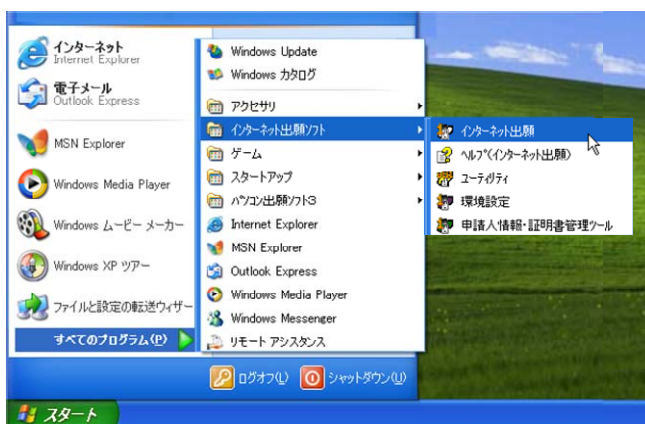 インターネット
Internet Explorer
電子メール
Outlook Express
MSN Explorer
Windows Media Player
Windows ムービー メーカー
Windows XP ツアー
ファイルと設定の転送ウィザー
すべてのプログラム(P)
Windows Update
Windows カタログ
アクセサリ
インターネット出願ソフト
ゲーム
スタートアップ
パソコン出願ソフト3
Internet Explorer
MSN Explorer
Outlook Express
Windows Media Player
Windows Messenger
リモート アシスタンス
インターネット出願
ヘルプ(インターネット出願)
ユーティリティ
環境設定
申請人情報・証明書管理ツール
ログオフ(L)
シャットダウン(U)
スタート